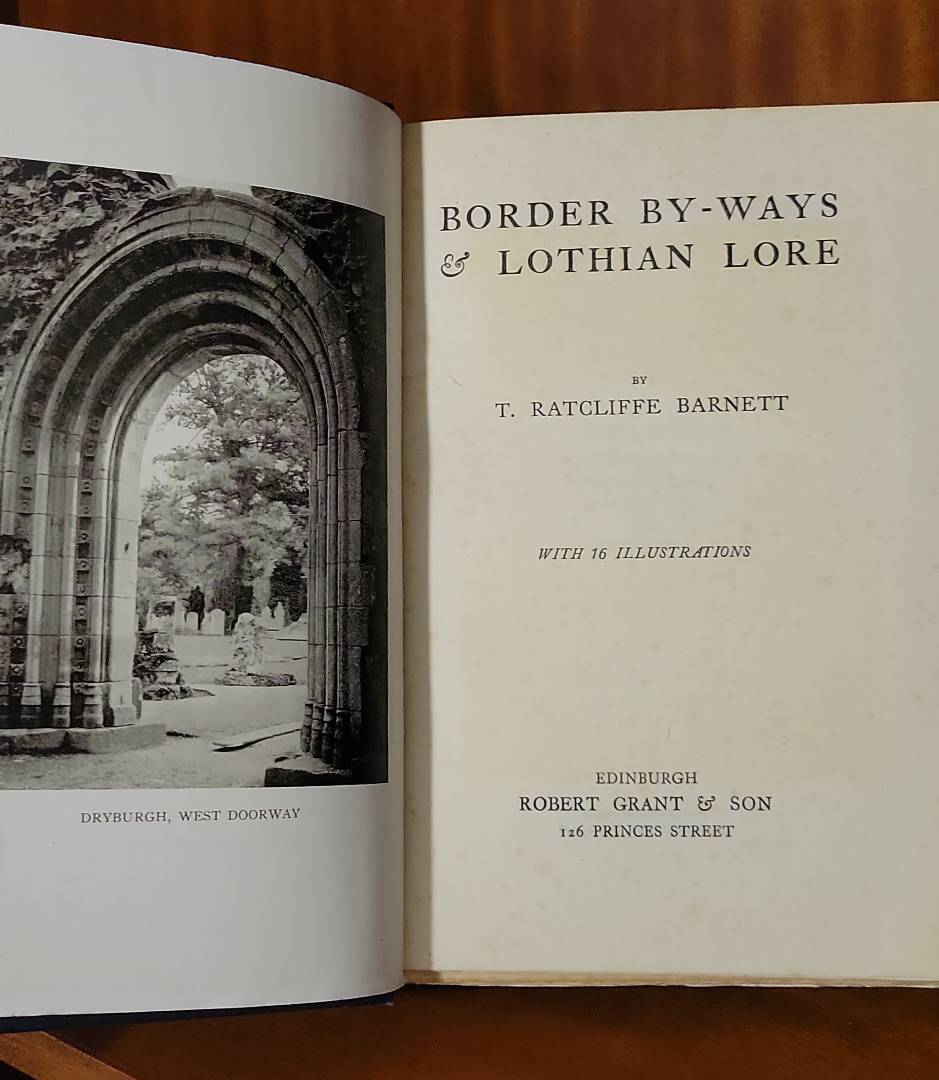 DRYBURGH, WEST DOORWAY
BORDER BY-WAYS
& LOTHIAN LORE
BY
T. RATCLIFFE BARNETT
WITH 16 ILLUSTRATIONS
EDINBURGH
ROBERT GRANT & SON
126 PRINCES STREET